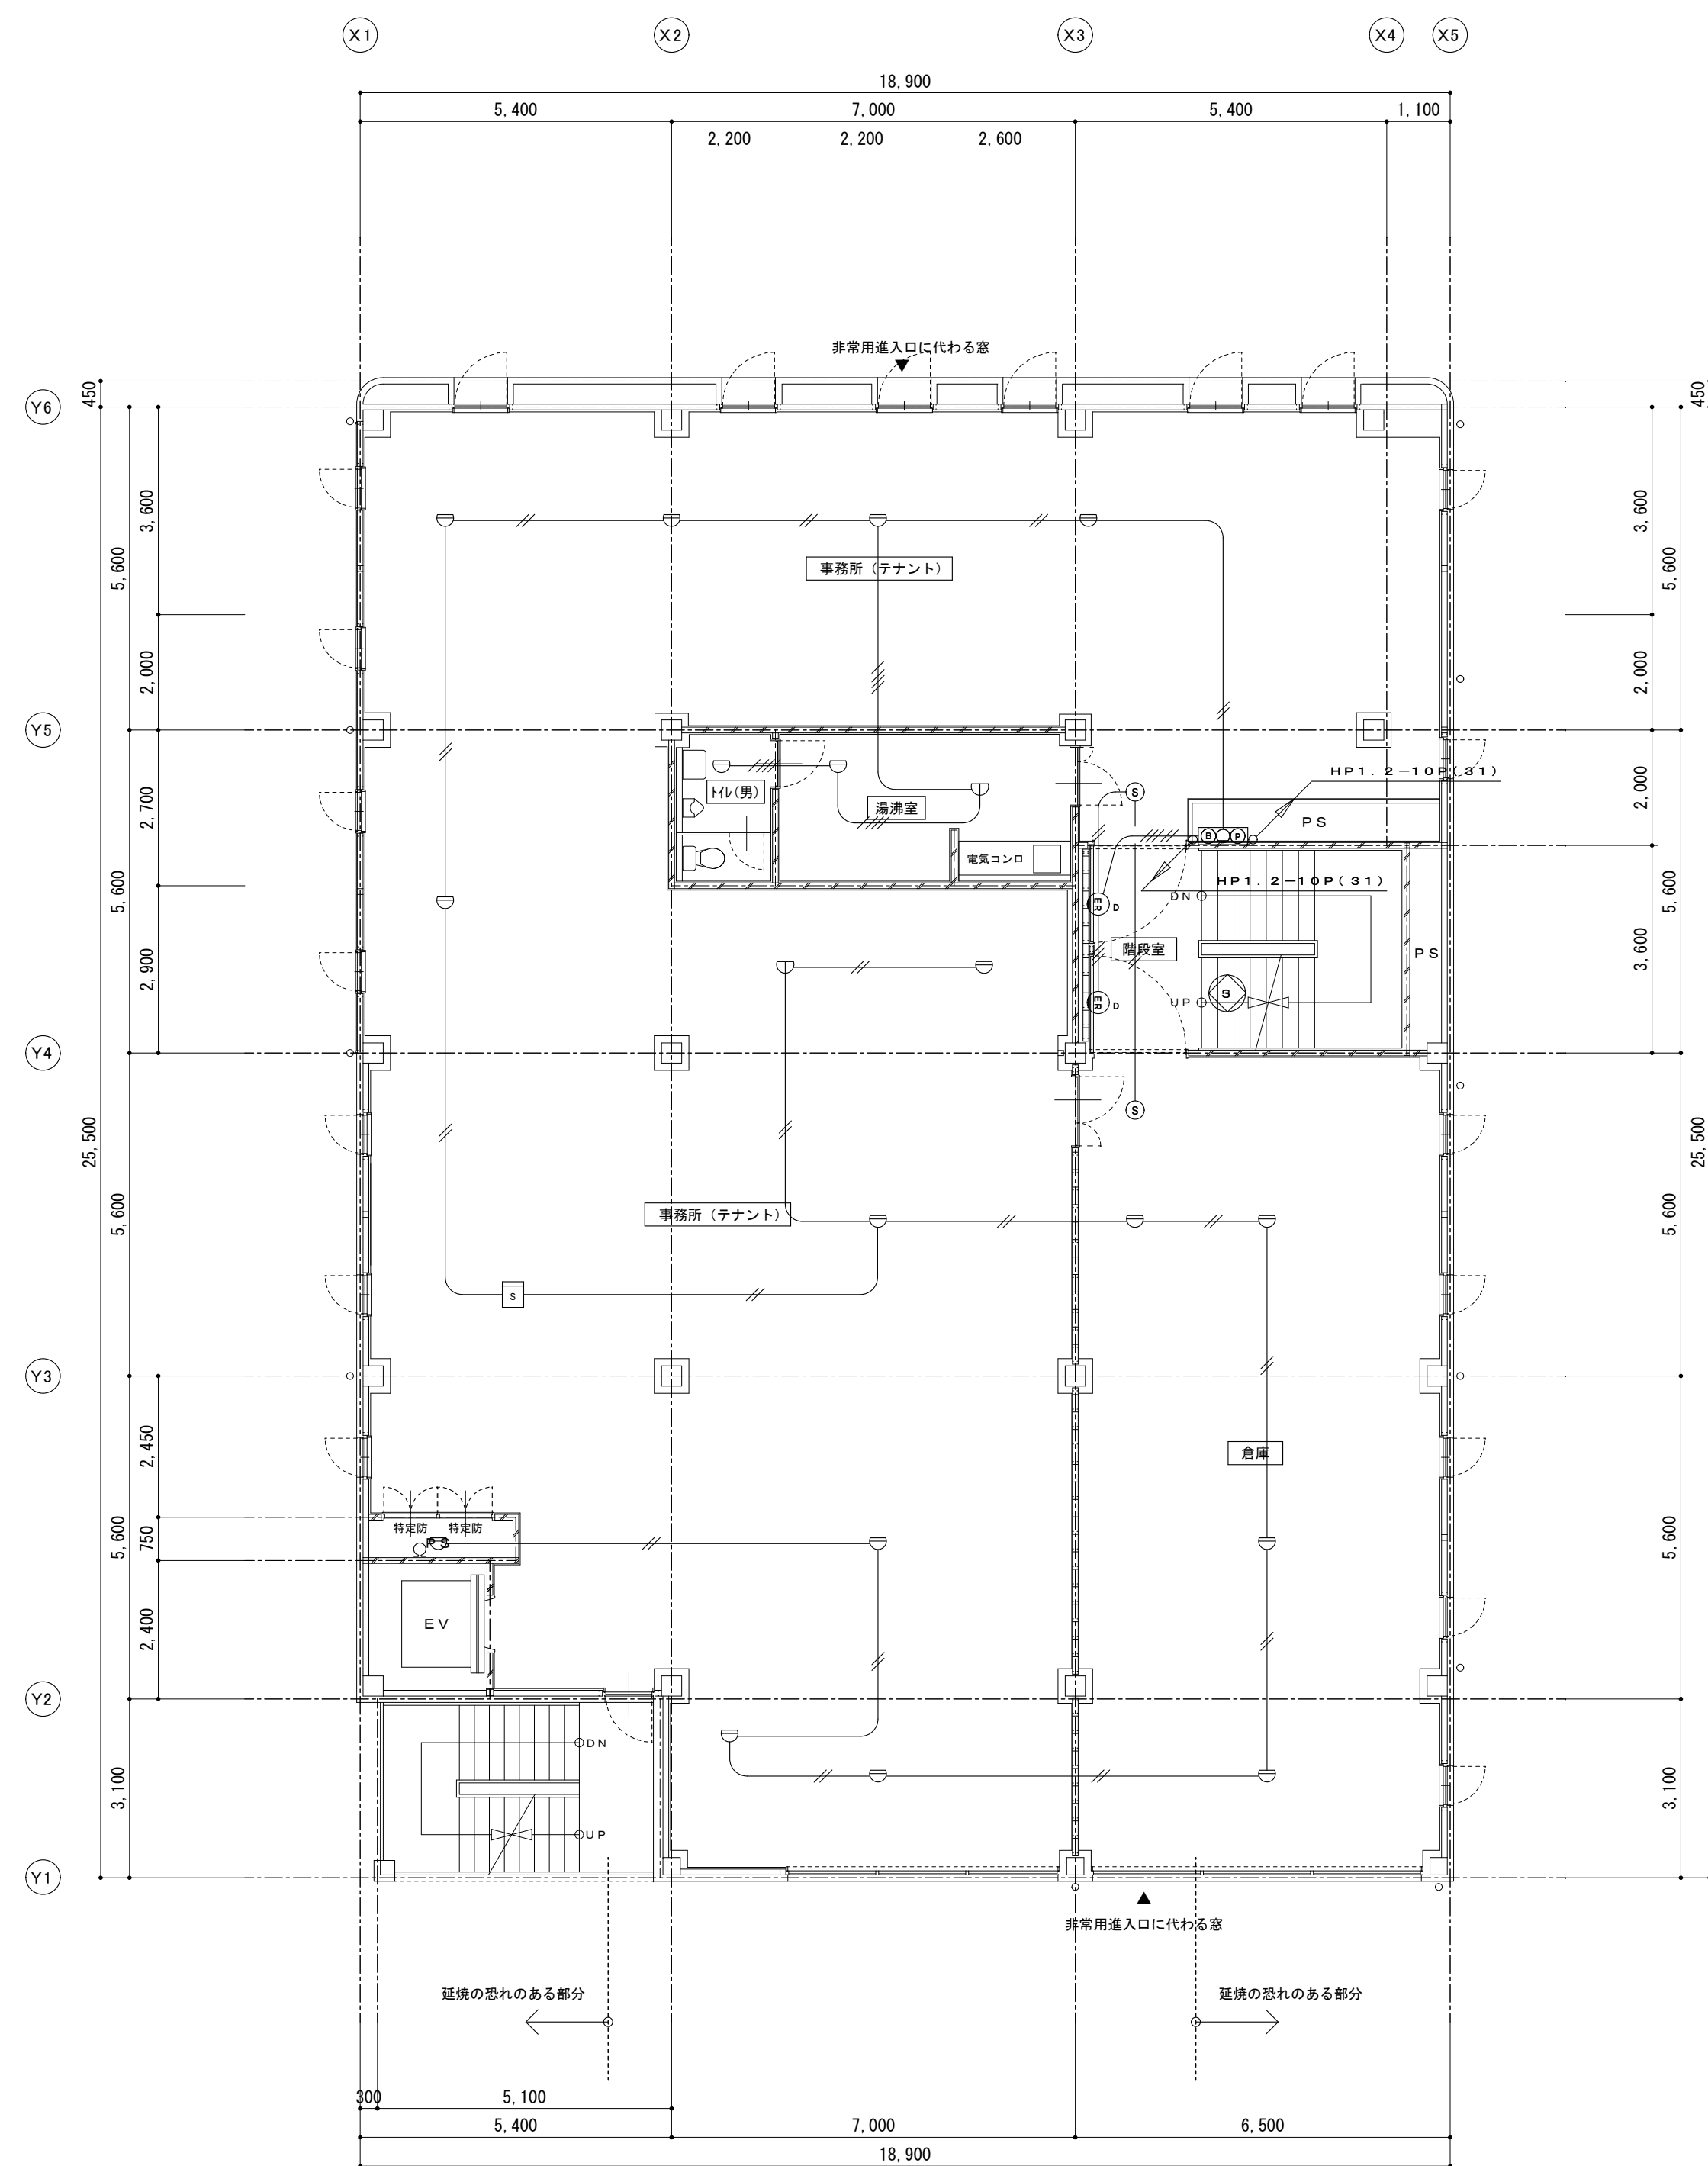 X1
X2
X3
X4
X5
18,900
5,400
7,000
5,400
1,100
2,200
2,200
2,600
非常用進入口に代わる窓
450
450
Y6
3,600
3,600
5,600
5,600
事務所（テナント）
2,000
2,000
Y5
HP1.2-10P(31)
トイレ(男)
湯沸室
2,700
2,000
S
PS
B
P
電気コンロ
HP1.2-10P(31)
5,600
5,600
DN
ER
D
階段室
PS
2,900
3,600
S
UP
ER
D
Y4
S
25,500
25,500
5,600
5,600
事務所（テナント）
S
Y3
2,450
倉庫
特定防
特定防
PS
5,600
750
5,600
EV
2,400
Y2
DN
3,100
3,100
UP
Y1
非常用進入口に代わる窓
延焼の恐れのある部分
延焼の恐れのある部分
300
5,100
5,400
7,000
6,500
18,900